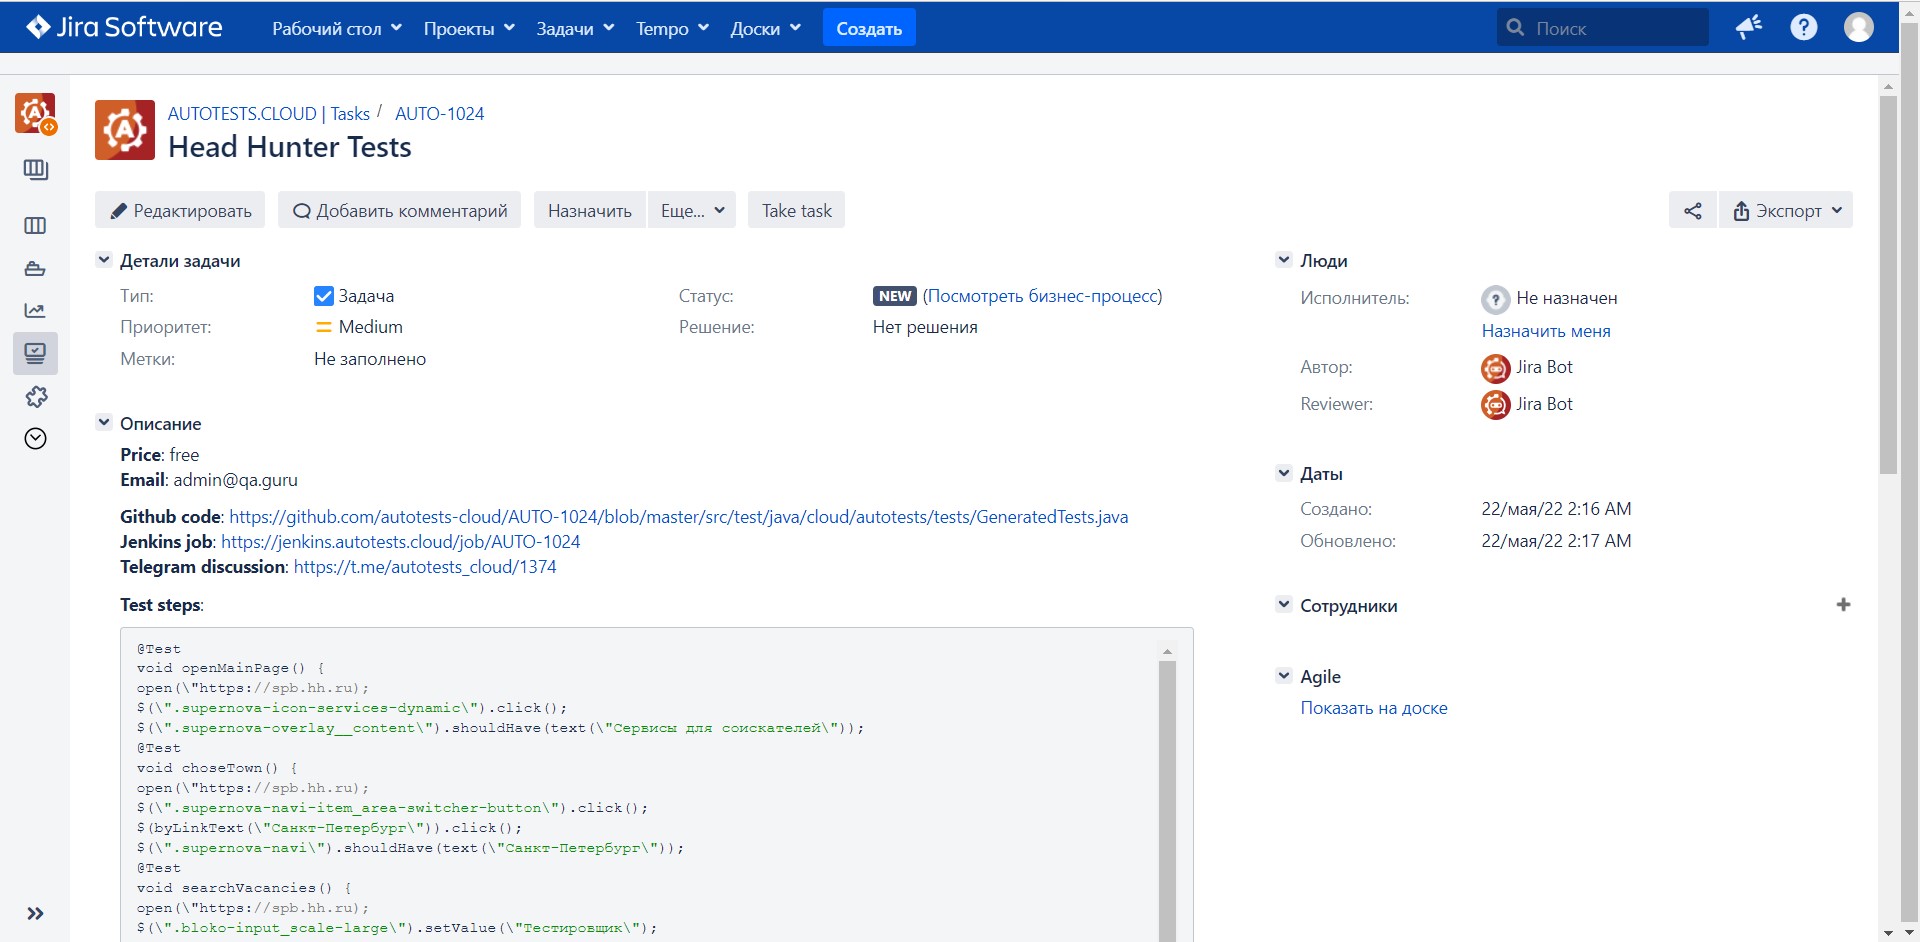 Jira Software
Рабочий стол Проекты Задачи Tempo Доски Создать Поиск
AUTOTESTS.CLOUD | Tasks / AUTO-1024
Head Hunter Tests
Редактировать Добавить комментарий Назначить Еще... Take task Экспорт
Детали задачи
Тип: Задача
Статус: NEW (Посмотреть бизнес-процесс)
Приоритет: Medium
Решение: Нет решения
Метки: Не заполнено
Описание
Price: free
Email: admin@qa.guru
Github code: https://github.com/autotests-cloud/AUTO-1024/blob/master/src/test/java/cloud/autotests/tests/GeneratedTests.java
Jenkins job: https://jenkins.autotests.cloud/job/AUTO-1024
Telegram discussion: https://t.me/autotests_cloud/1374
Test steps:
@Test
void openMainPage() {
open(\"https://spb.hh.ru);
$(\".supernova-icon-services-dynamic\").click();
$(\".supernova-overlay__content\").shouldHave(text(\"Сервисы для соискателей\"));
@Test
void choseTown() {
open(\"https://spb.hh.ru);
$(\".supernova-navi-item_area-switcher-button\").click();
$(byLinkText(\"Санкт-Петербург\")).click();
$(\".supernova-navi\").shouldHave(text(\"Санкт-Петербург\"));
@Test
void searchVacancies() {
open(\"https://spb.hh.ru);
$(\".bloko-input_scale-large\").setValue(\"Тестировщик\");
Люди
Исполнитель: Не назначен
Назначить меня
Автор: Jira Bot
Reviewer: Jira Bot
Даты
Создано: 22/мая/22 2:16 AM
Обновлено: 22/мая/22 2:17 AM
Сотрудники
Agile
Показать на доске